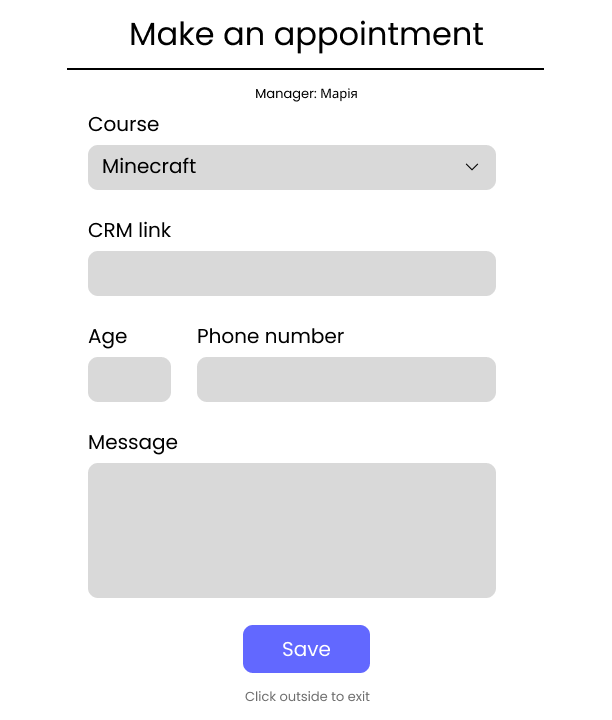 Make an appointment
Manager: Марія
Course
Minecraft
CRM link
Age Phone number
Message
Save
Click outside to exit